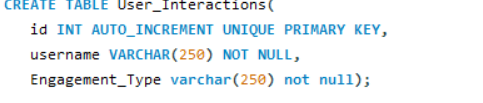 CREATE TABLE User_Interactions(
id INT AUTO_INCREMENT UNIQUE PRIMARY KEY,
username VARCHAR(250) NOT NULL,
Engagement_Type varchar(250) not null);